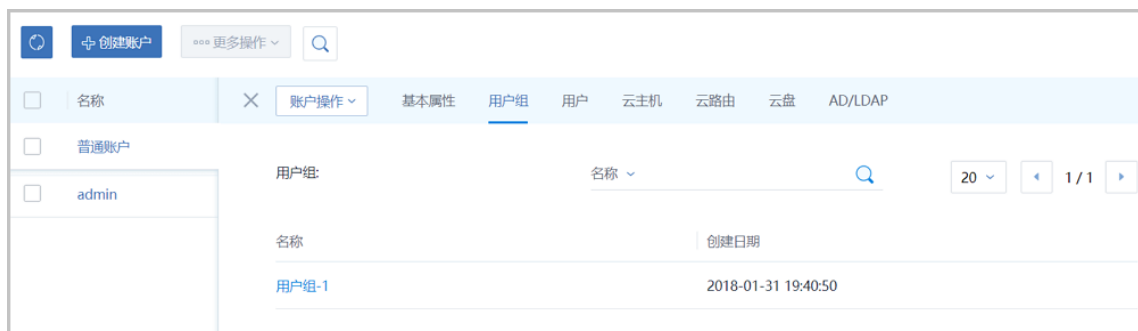 创建账户 更多操作
名称 账户操作 基本属性 用户组 用户 云主机 云路由 云盘 AD/LDAP
普通账户
用户组: 名称 20 1 / 1
admin
名称 创建日期
用户组-1 2018-01-31 19:40:50